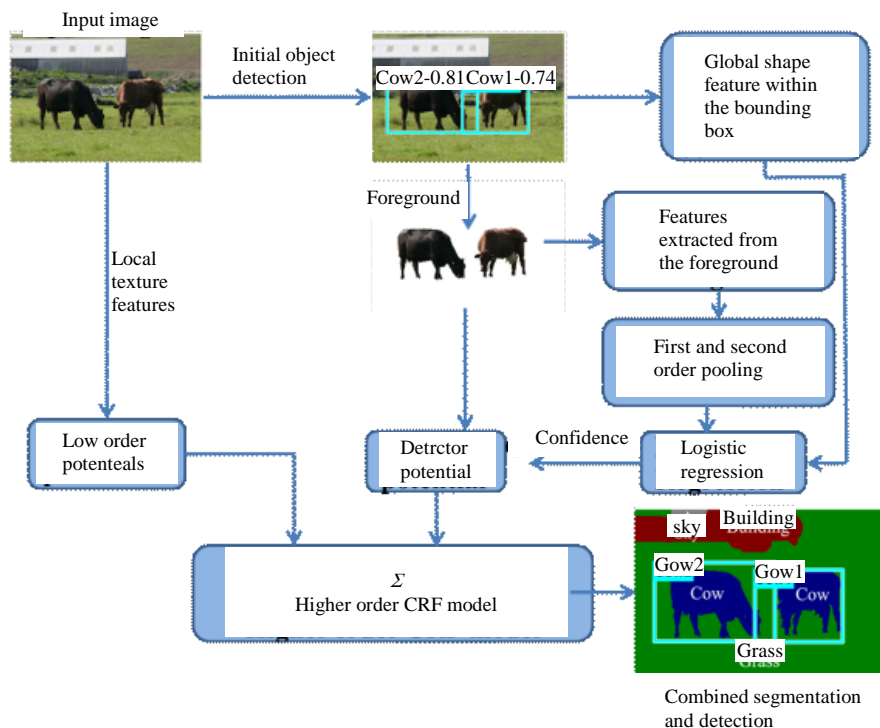 Input image
Initial object
detection
Cow2-0.81Cow1-0.74
Global shape
feature within
the bounding
box
Foreground
Features
extracted from
the foreground
Local
texture
features
First and second
order pooling
Low order
potenteals
Detrctor
potential
Confidence
Logistic
regression
Σ
Higher order CRF model
sky
Building
Gow2
Gow1
Cow
Cow
Grass
Combined segmentation
and detection